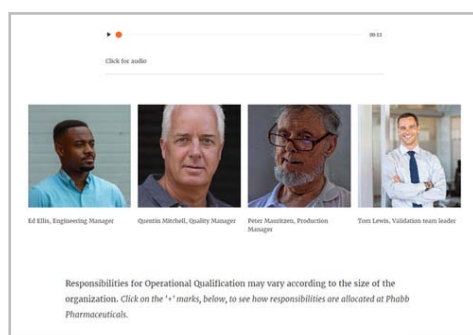 00:13
Click for audio
Ed Ellis, Engineering Manager
Quentin Mitchell, Quality Manager
Peter Mauritzen, Production
Manager
Tom Lewis, Validation team leader
Responsibilities for Operational Qualification may vary according to the size of the
organization. Click on the '+' marks, below, to see how responsibilities are allocated at Phabb
Pharmaceuticals.